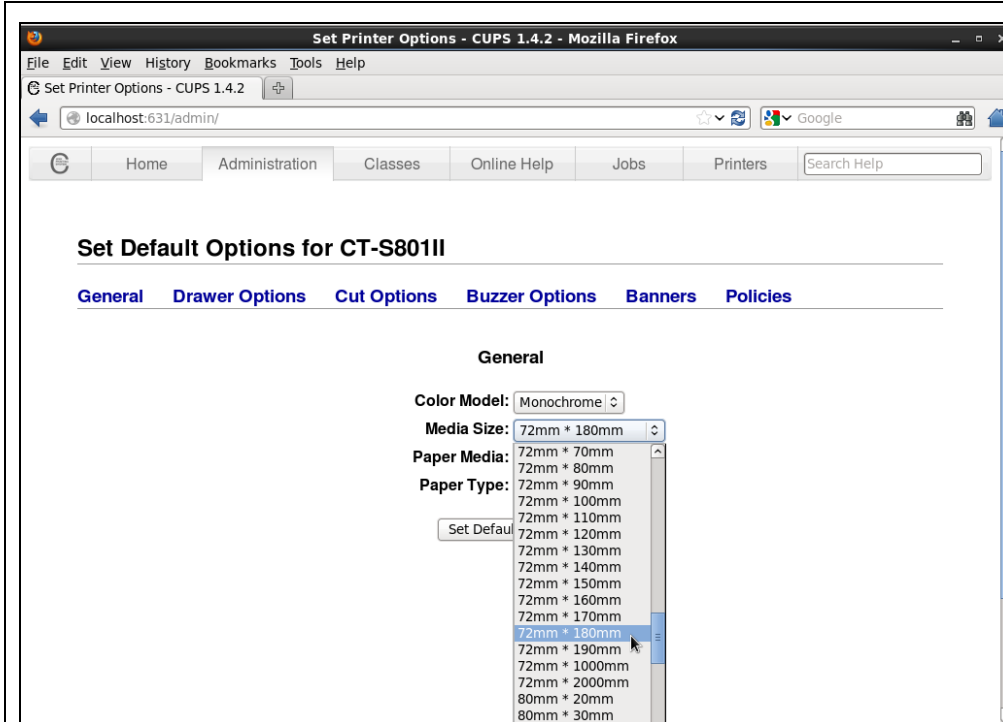 Set Printer Options - CUPS 1.4.2 - Mozilla Firefox
File Edit View History Bookmarks Tools Help
Set Printer Options - CUPS 1.4.2
localhost:631/admin/ Google
Home Administration Classes Online Help Jobs Printers Search Help
Set Default Options for CT-S801II
General Drawer Options Cut Options Buzzer Options Banners Policies
General
Color Model: Monochrome
Media Size: 72mm * 180mm
Paper Media:
Paper Type:
Set Defaul
72mm * 70mm
72mm * 80mm
72mm * 90mm
72mm * 100mm
72mm * 110mm
72mm * 120mm
72mm * 130mm
72mm * 140mm
72mm * 150mm
72mm * 160mm
72mm * 170mm
72mm * 180mm
72mm * 190mm
72mm * 1000mm
72mm * 2000mm
80mm * 20mm
80mm * 30mm